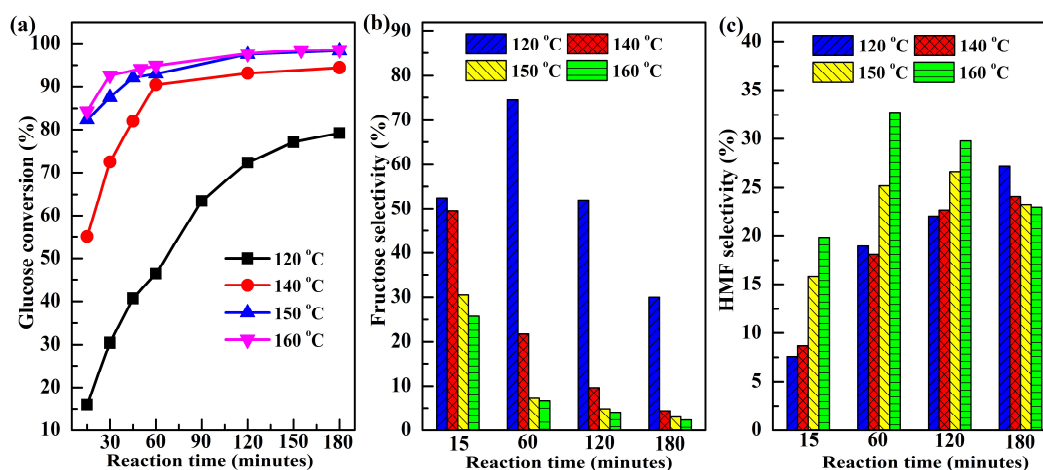 (a)
Glucose conversion (%)
100
90
80
70
60
50
40
30
20
10
120 °C
140 °C
150 °C
160 °C
30 60 90 120 150 180
Reaction time (minutes)
(b)
Fructose selectivity (%)
90
80
70
60
50
40
30
20
10
0
120 °C 140 °C
150 °C 160 °C
15 60 120 180
Reaction time (minutes)
(c)
HMF selectivity (%)
40
35
30
25
20
15
10
5
0
120 °C 140 °C
150 °C 160 °C
15 60 120 180
Reaction time (minutes)